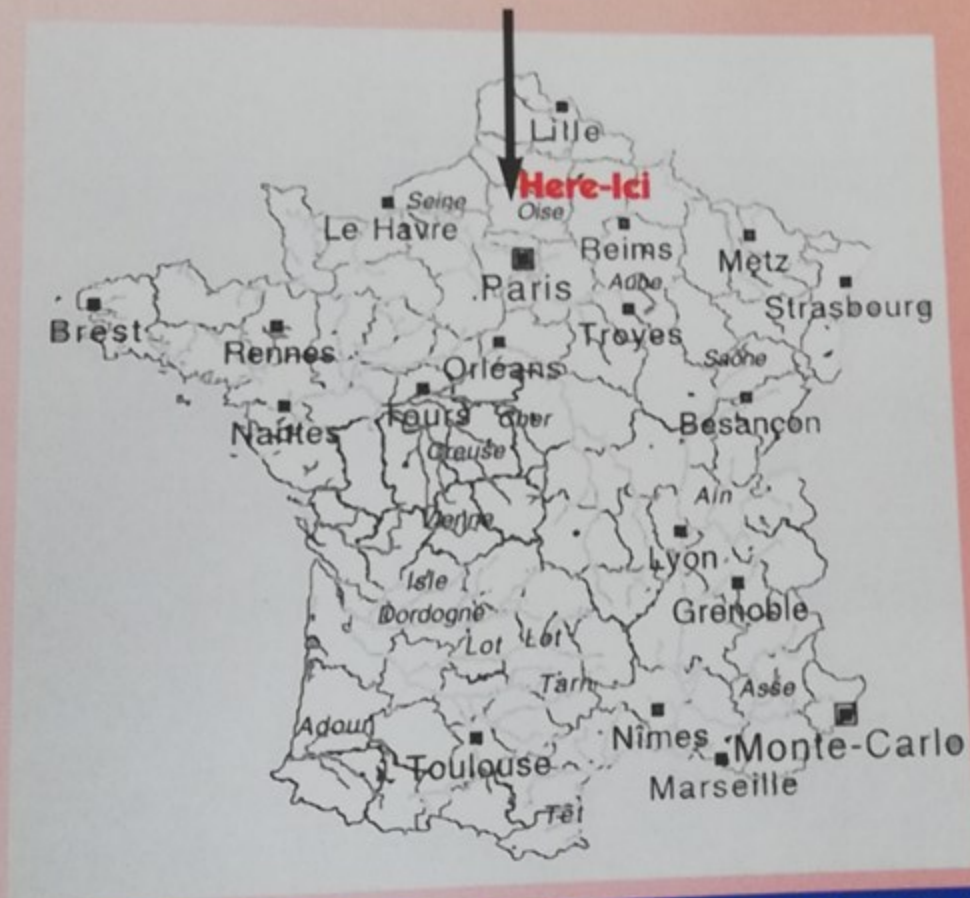 Lille
Here-Ici
Seine
Oise
Le Havre
Reims
Metz
Paris
Aube
Strasbourg
Brest
Troyes
Rennes
Saône
Orléans
Tours
Cher
Besançon
Nantes
Creuse
Ain
Vienne
Lyon
Isle
Dordogne
Grenoble
Lot
Lot
Tarn
Asse
Adour
Nîmes
Monte-Carlo
Toulouse
Marseille
Têt